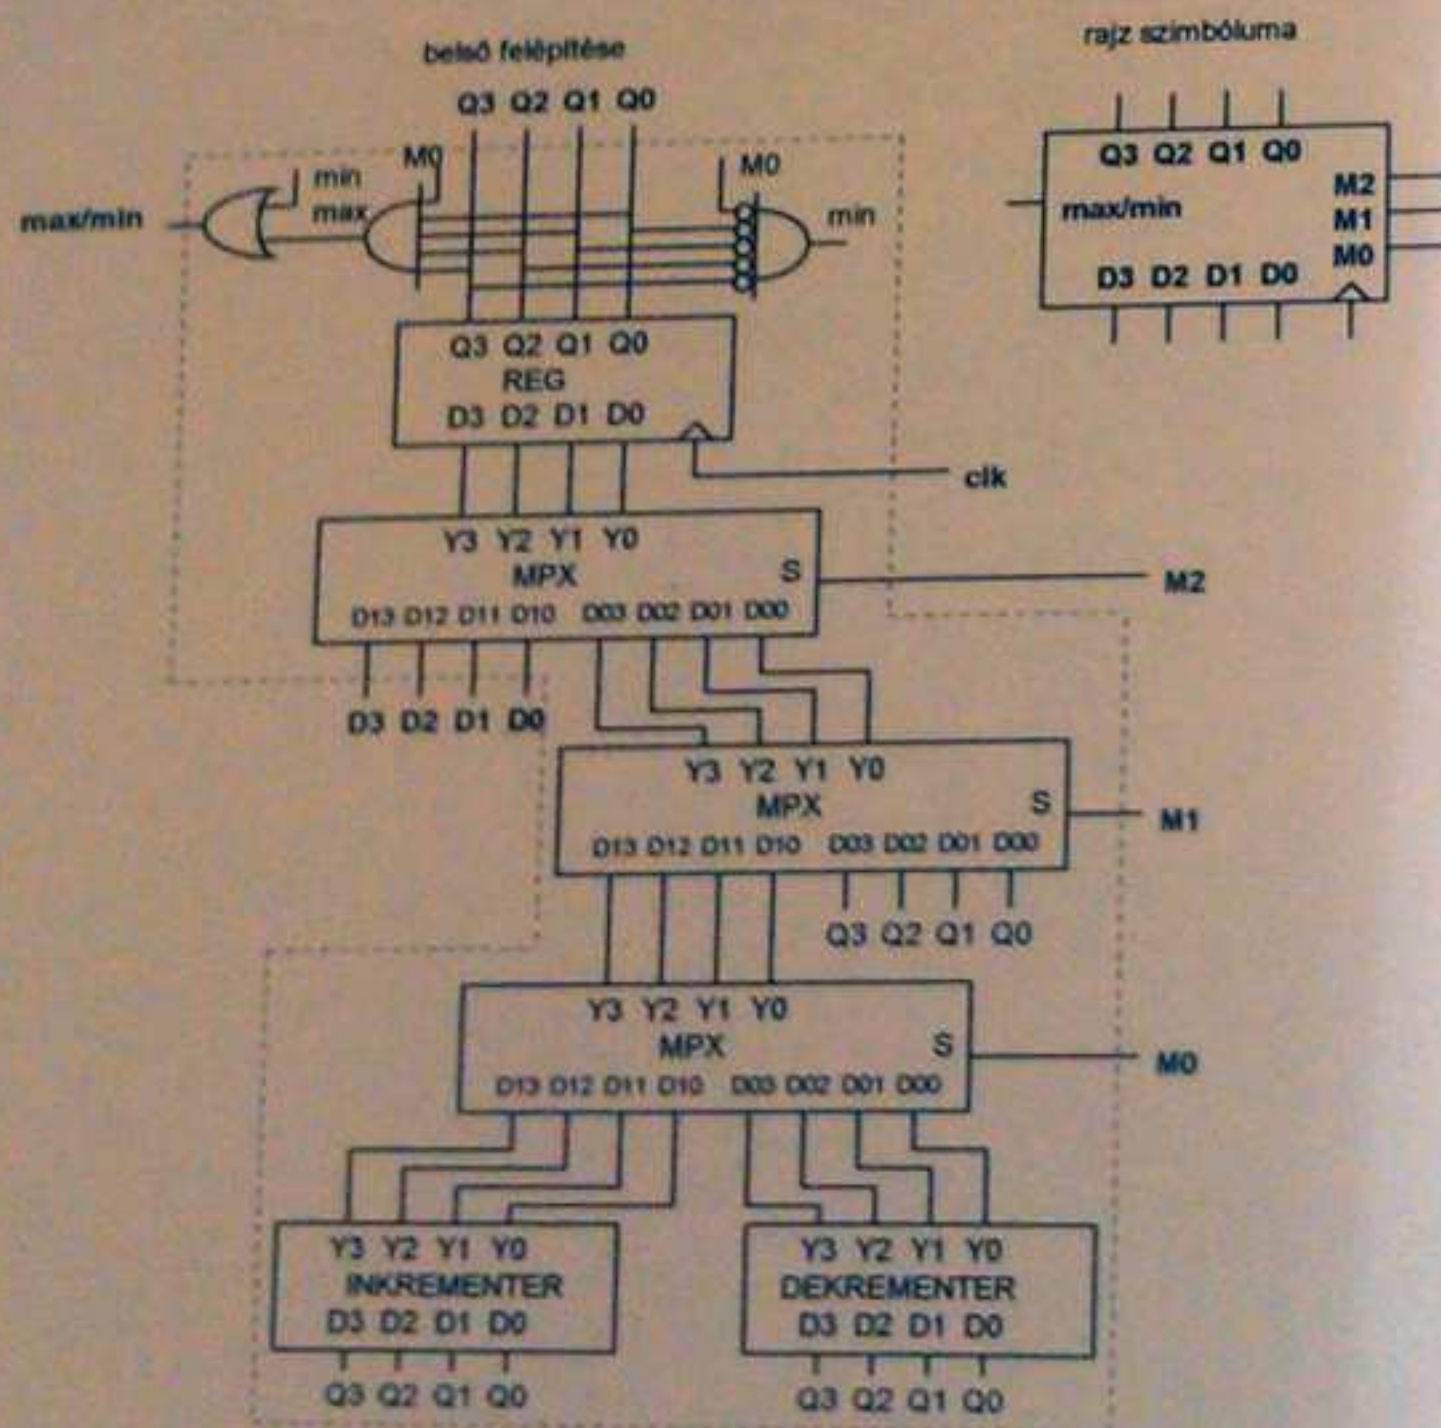 belső felépítése
rajz szimbóluma
Q3 Q2 Q1 Q0
M0
M0
min
max
max/min
min
Q3 Q2 Q1 Q0
M2
max/min
M1
M0
D3 D2 D1 D0
Q3 Q2 Q1 Q0
REG
D3 D2 D1 D0
clk
Y3 Y2 Y1 Y0
MPX
S
M2
D13 D12 D11 D10 D03 D02 D01 D00
D3 D2 D1 D0
Y3 Y2 Y1 Y0
MPX
S
M1
D13 D12 D11 D10 D03 D02 D01 D00
Q3 Q2 Q1 Q0
Y3 Y2 Y1 Y0
MPX
S
M0
D13 D12 D11 D10 D03 D02 D01 D00
Y3 Y2 Y1 Y0
INKREMENTER
D3 D2 D1 D0
Q3 Q2 Q1 Q0
Y3 Y2 Y1 Y0
DEKREMENTER
D3 D2 D1 D0
Q3 Q2 Q1 Q0